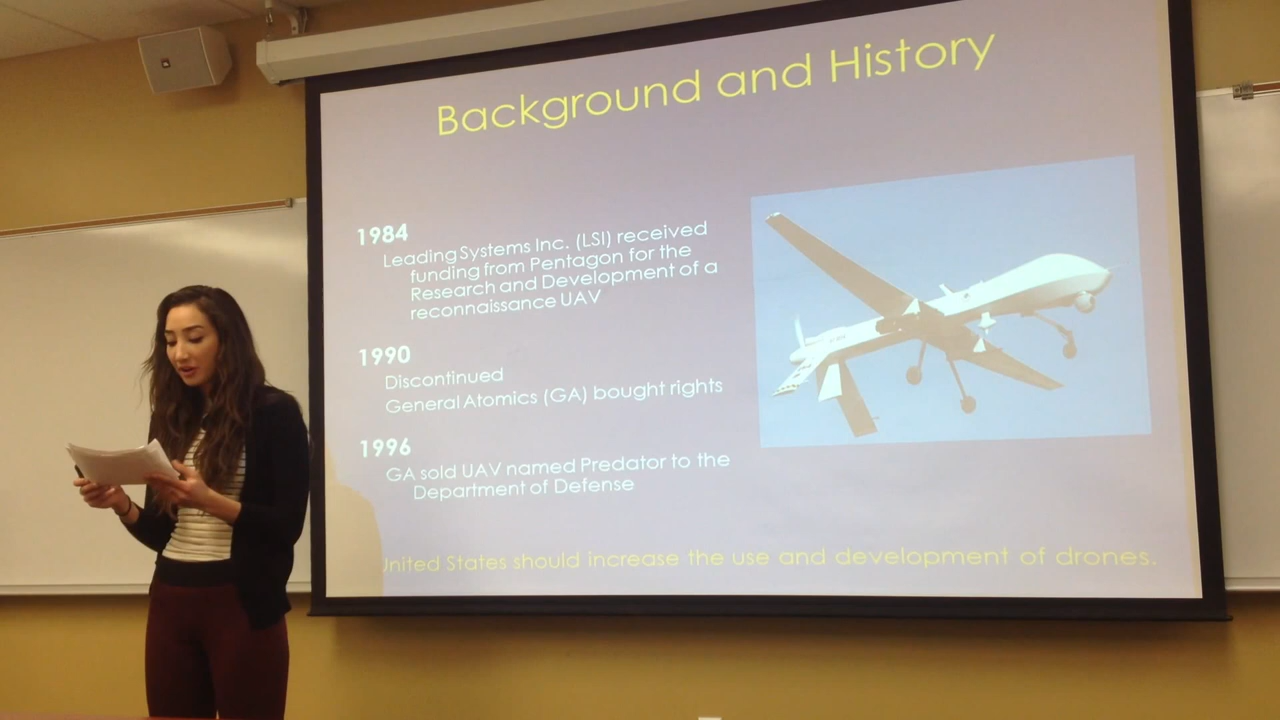 Background and History
1984
Leading Systems Inc. (LSI) received
funding from Pentagon for the
Research and Development of a
reconnaissance UAV
1990
Discontinued
General Atomics (GA) bought rights
1996
GA sold UAV named Predator to the
Department of Defense
United States should increase the use and development of drones.